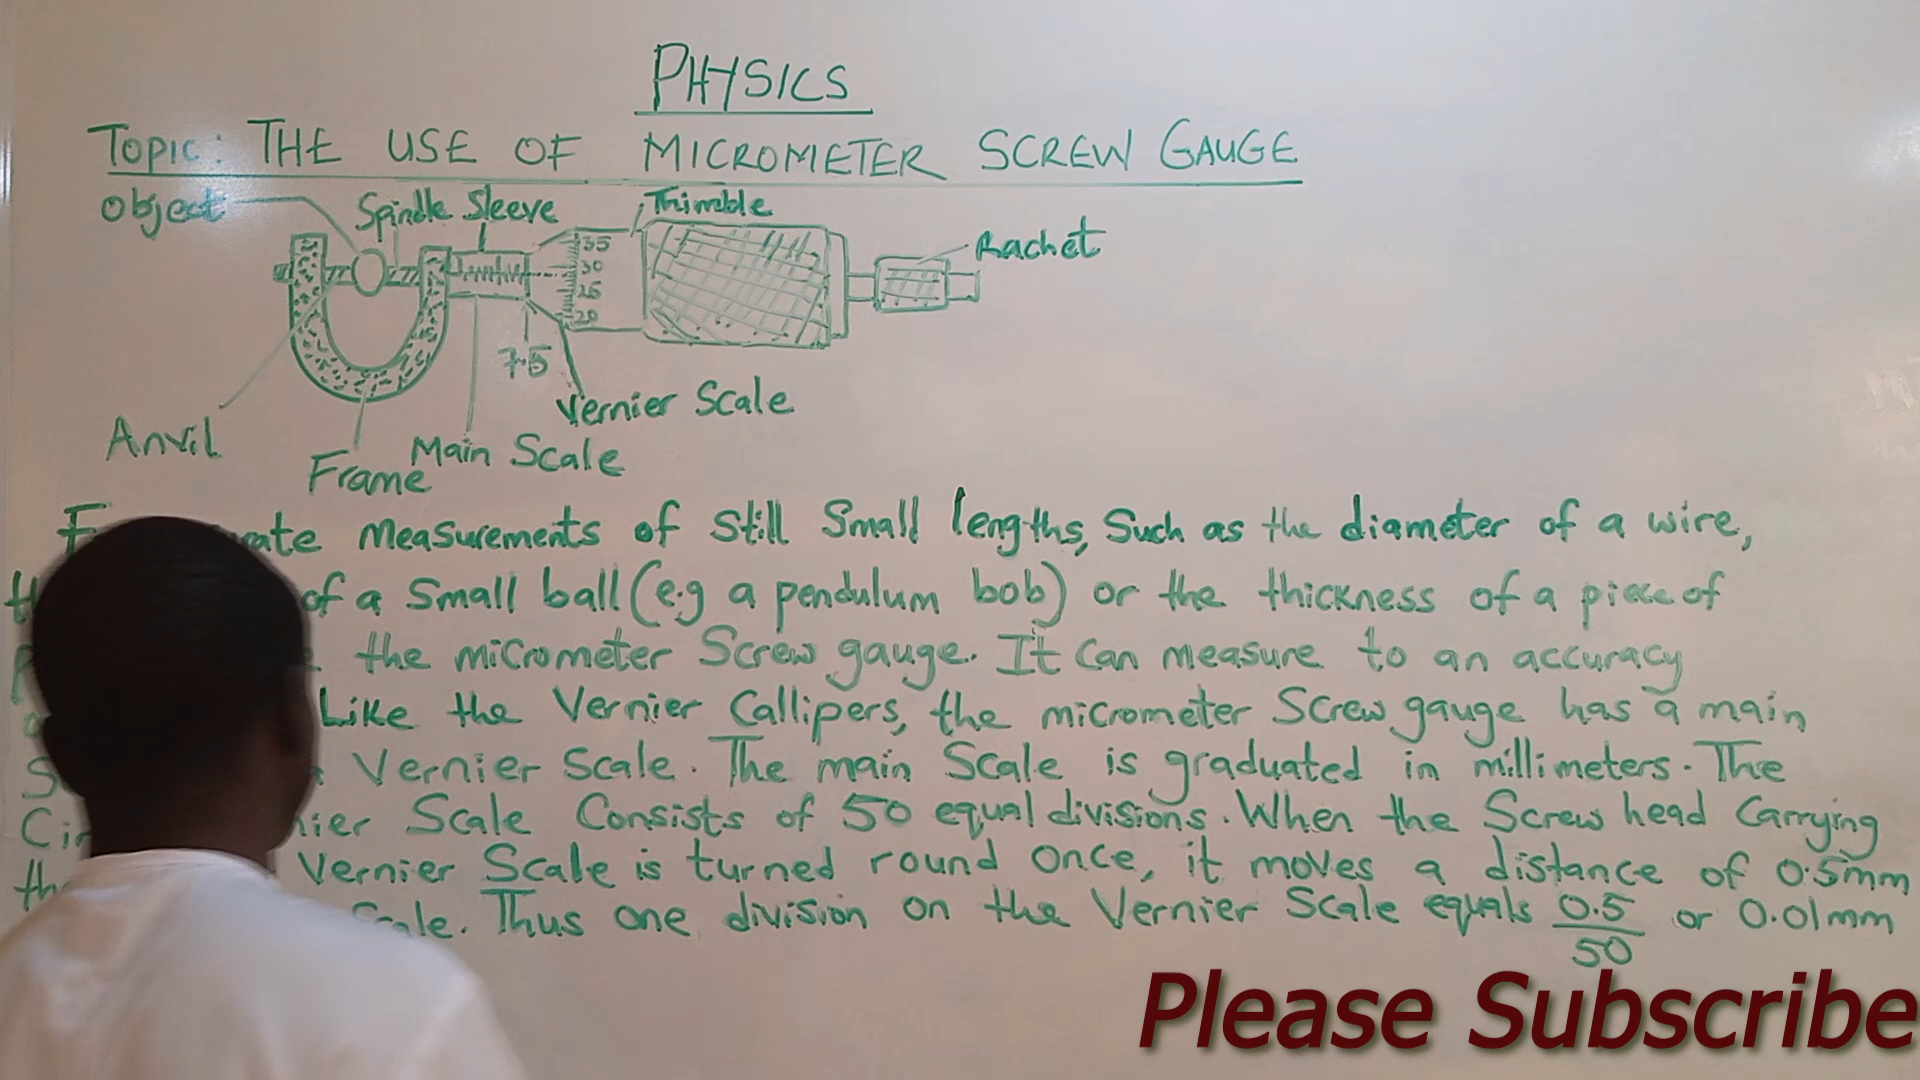 PHYSICS
TOPIC: THE USE OF MICROMETER SCREW GAUGE
Object
Spindle Sleeve
Thimble
Rachet
35
30
25
20
7.5
Vernier Scale
Anvil
Main Scale
Frame
measurements of still small lengths, such as the diameter of a wire,
of a small ball (e.g a pendulum bob) or the thickness of a piece of
the micrometer screw gauge. It can measure to an accuracy
Like the Vernier Callipers, the micrometer screw gauge has a main
Vernier scale. The main scale is graduated in millimeters. The
Scale consists of 50 equal divisions. When the screw head carrying
Vernier Scale is turned round once, it moves a distance of 0.5mm
Scale. Thus one division on the Vernier Scale equals 0.5/50 or 0.01mm
Please Subscribe